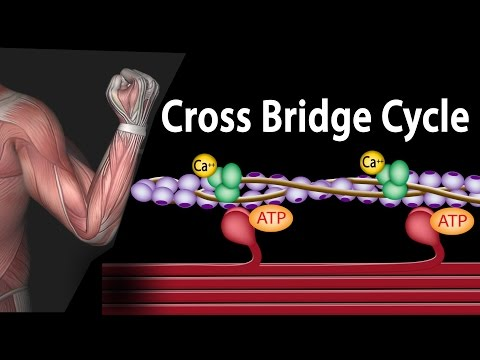 Cross Bridge Cycle
Ca++
Ca++
ATP
ATP